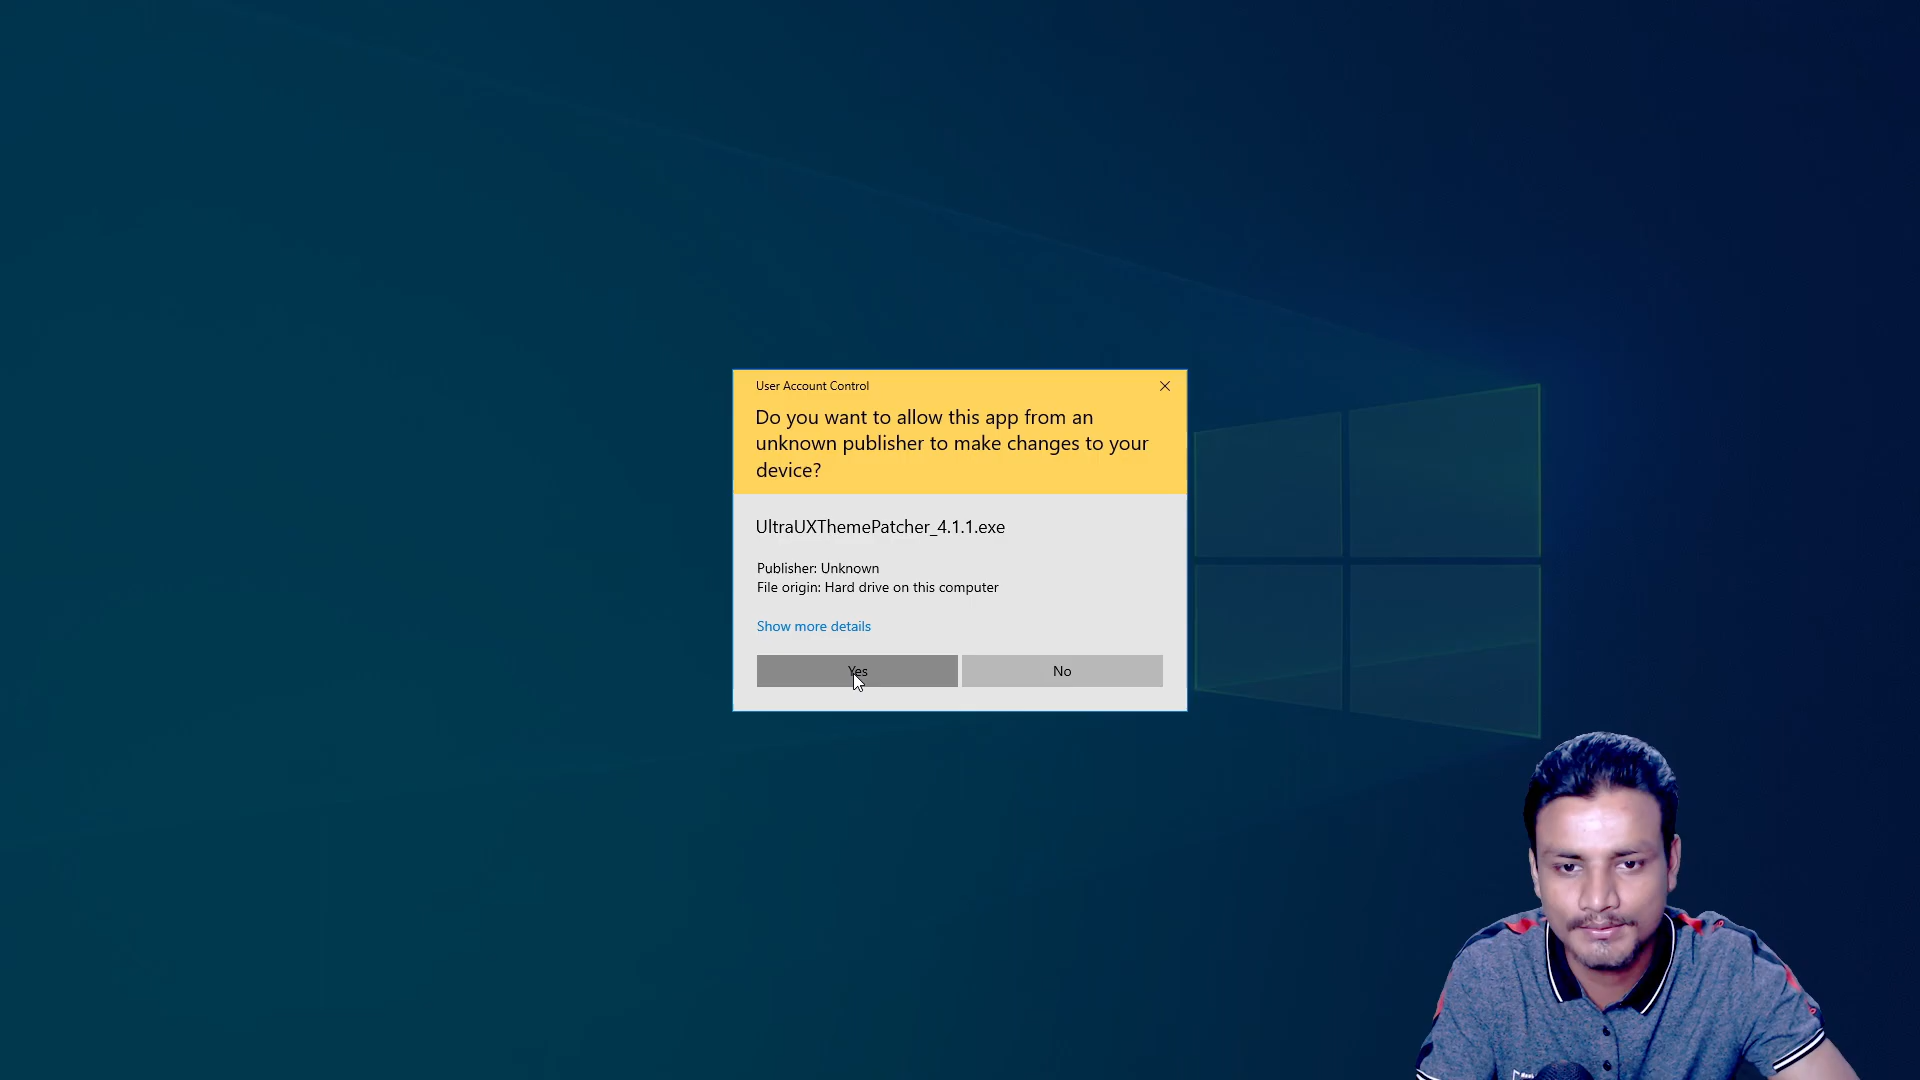 User Account Control
Do you want to allow this app from an
unknown publisher to make changes to your
device?
UltraUXThemePatcher_4.1.1.exe
Publisher: Unknown
File origin: Hard drive on this computer
Show more details
Yes
No